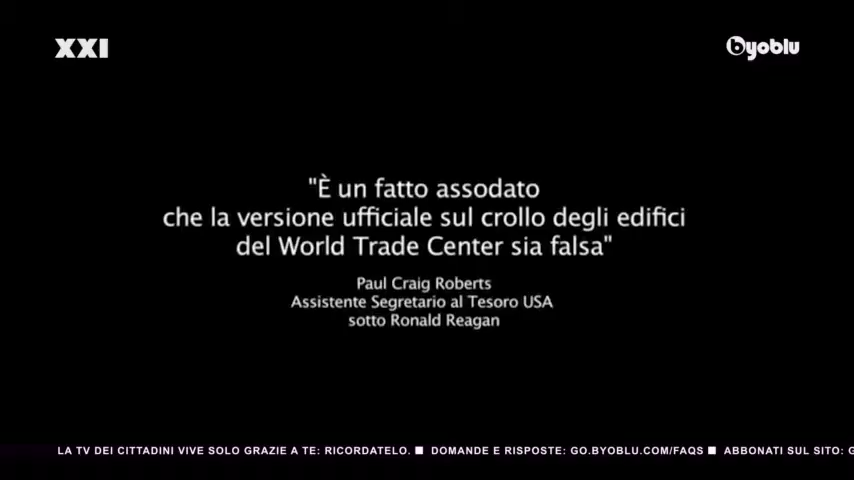 XXI
byoblu
"È un fatto assodato
che la versione ufficiale sul crollo degli edifici
del World Trade Center sia falsa"
Paul Craig Roberts
Assistente Segretario al Tesoro USA
sotto Ronald Reagan
LA TV DEI CITTADINI VIVE SOLO GRAZIE A TE: RICORDATELO. ■ DOMANDE E RISPOSTE: GO.BYOBLU.COM/FAQS ■ ABBONATI SUL SITO: G